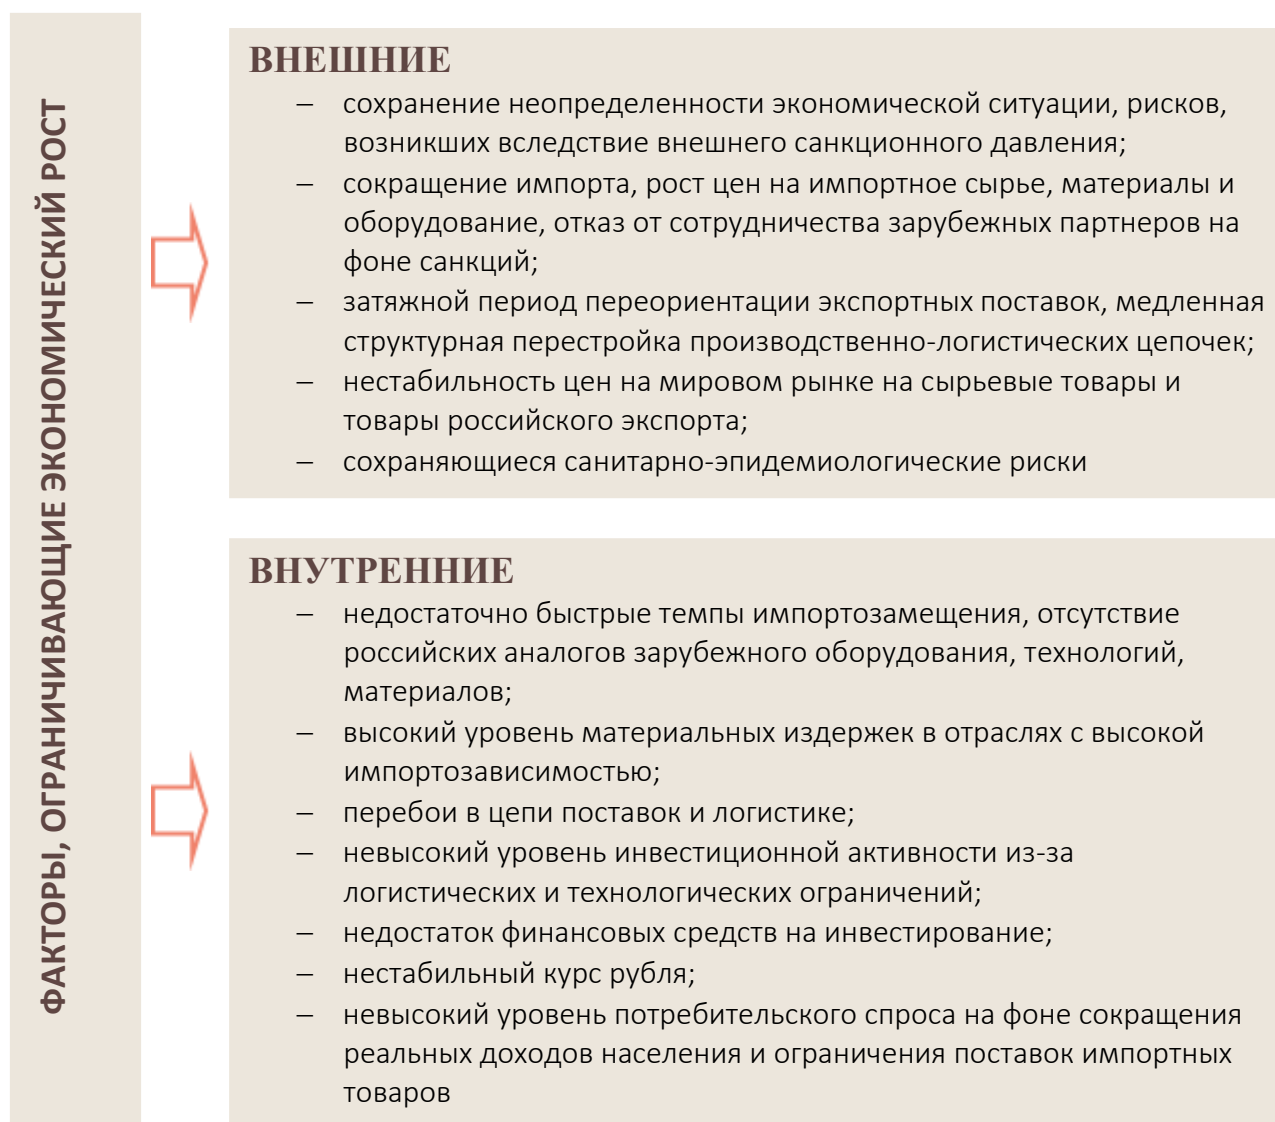 ФАКТОРЫ, ОГРАНИЧИВАЮЩИЕ ЭКОНОМИЧЕСКИЙ РОСТ
ВНЕШНИЕ
– сохранение неопределенности экономической ситуации, рисков,
возникших вследствие внешнего санкционного давления;
– сокращение импорта, рост цен на импортное сырье, материалы и
оборудование, отказ от сотрудничества зарубежных партнеров на
фоне санкций;
– затяжной период переориентации экспортных поставок, медленная
структурная перестройка производственно-логистических цепочек;
– нестабильность цен на мировом рынке на сырьевые товары и
товары российского экспорта;
– сохраняющиеся санитарно-эпидемиологические риски
ВНУТРЕННИЕ
– недостаточно быстрые темпы импортозамещения, отсутствие
российских аналогов зарубежного оборудования, технологий,
материалов;
– высокий уровень материальных издержек в отраслях с высокой
импортозависимостью;
– перебои в цепи поставок и логистике;
– невысокий уровень инвестиционной активности из-за
логистических и технологических ограничений;
– недостаток финансовых средств на инвестирование;
– нестабильный курс рубля;
– невысокий уровень потребительского спроса на фоне сокращения
реальных доходов населения и ограничения поставок импортных
товаров